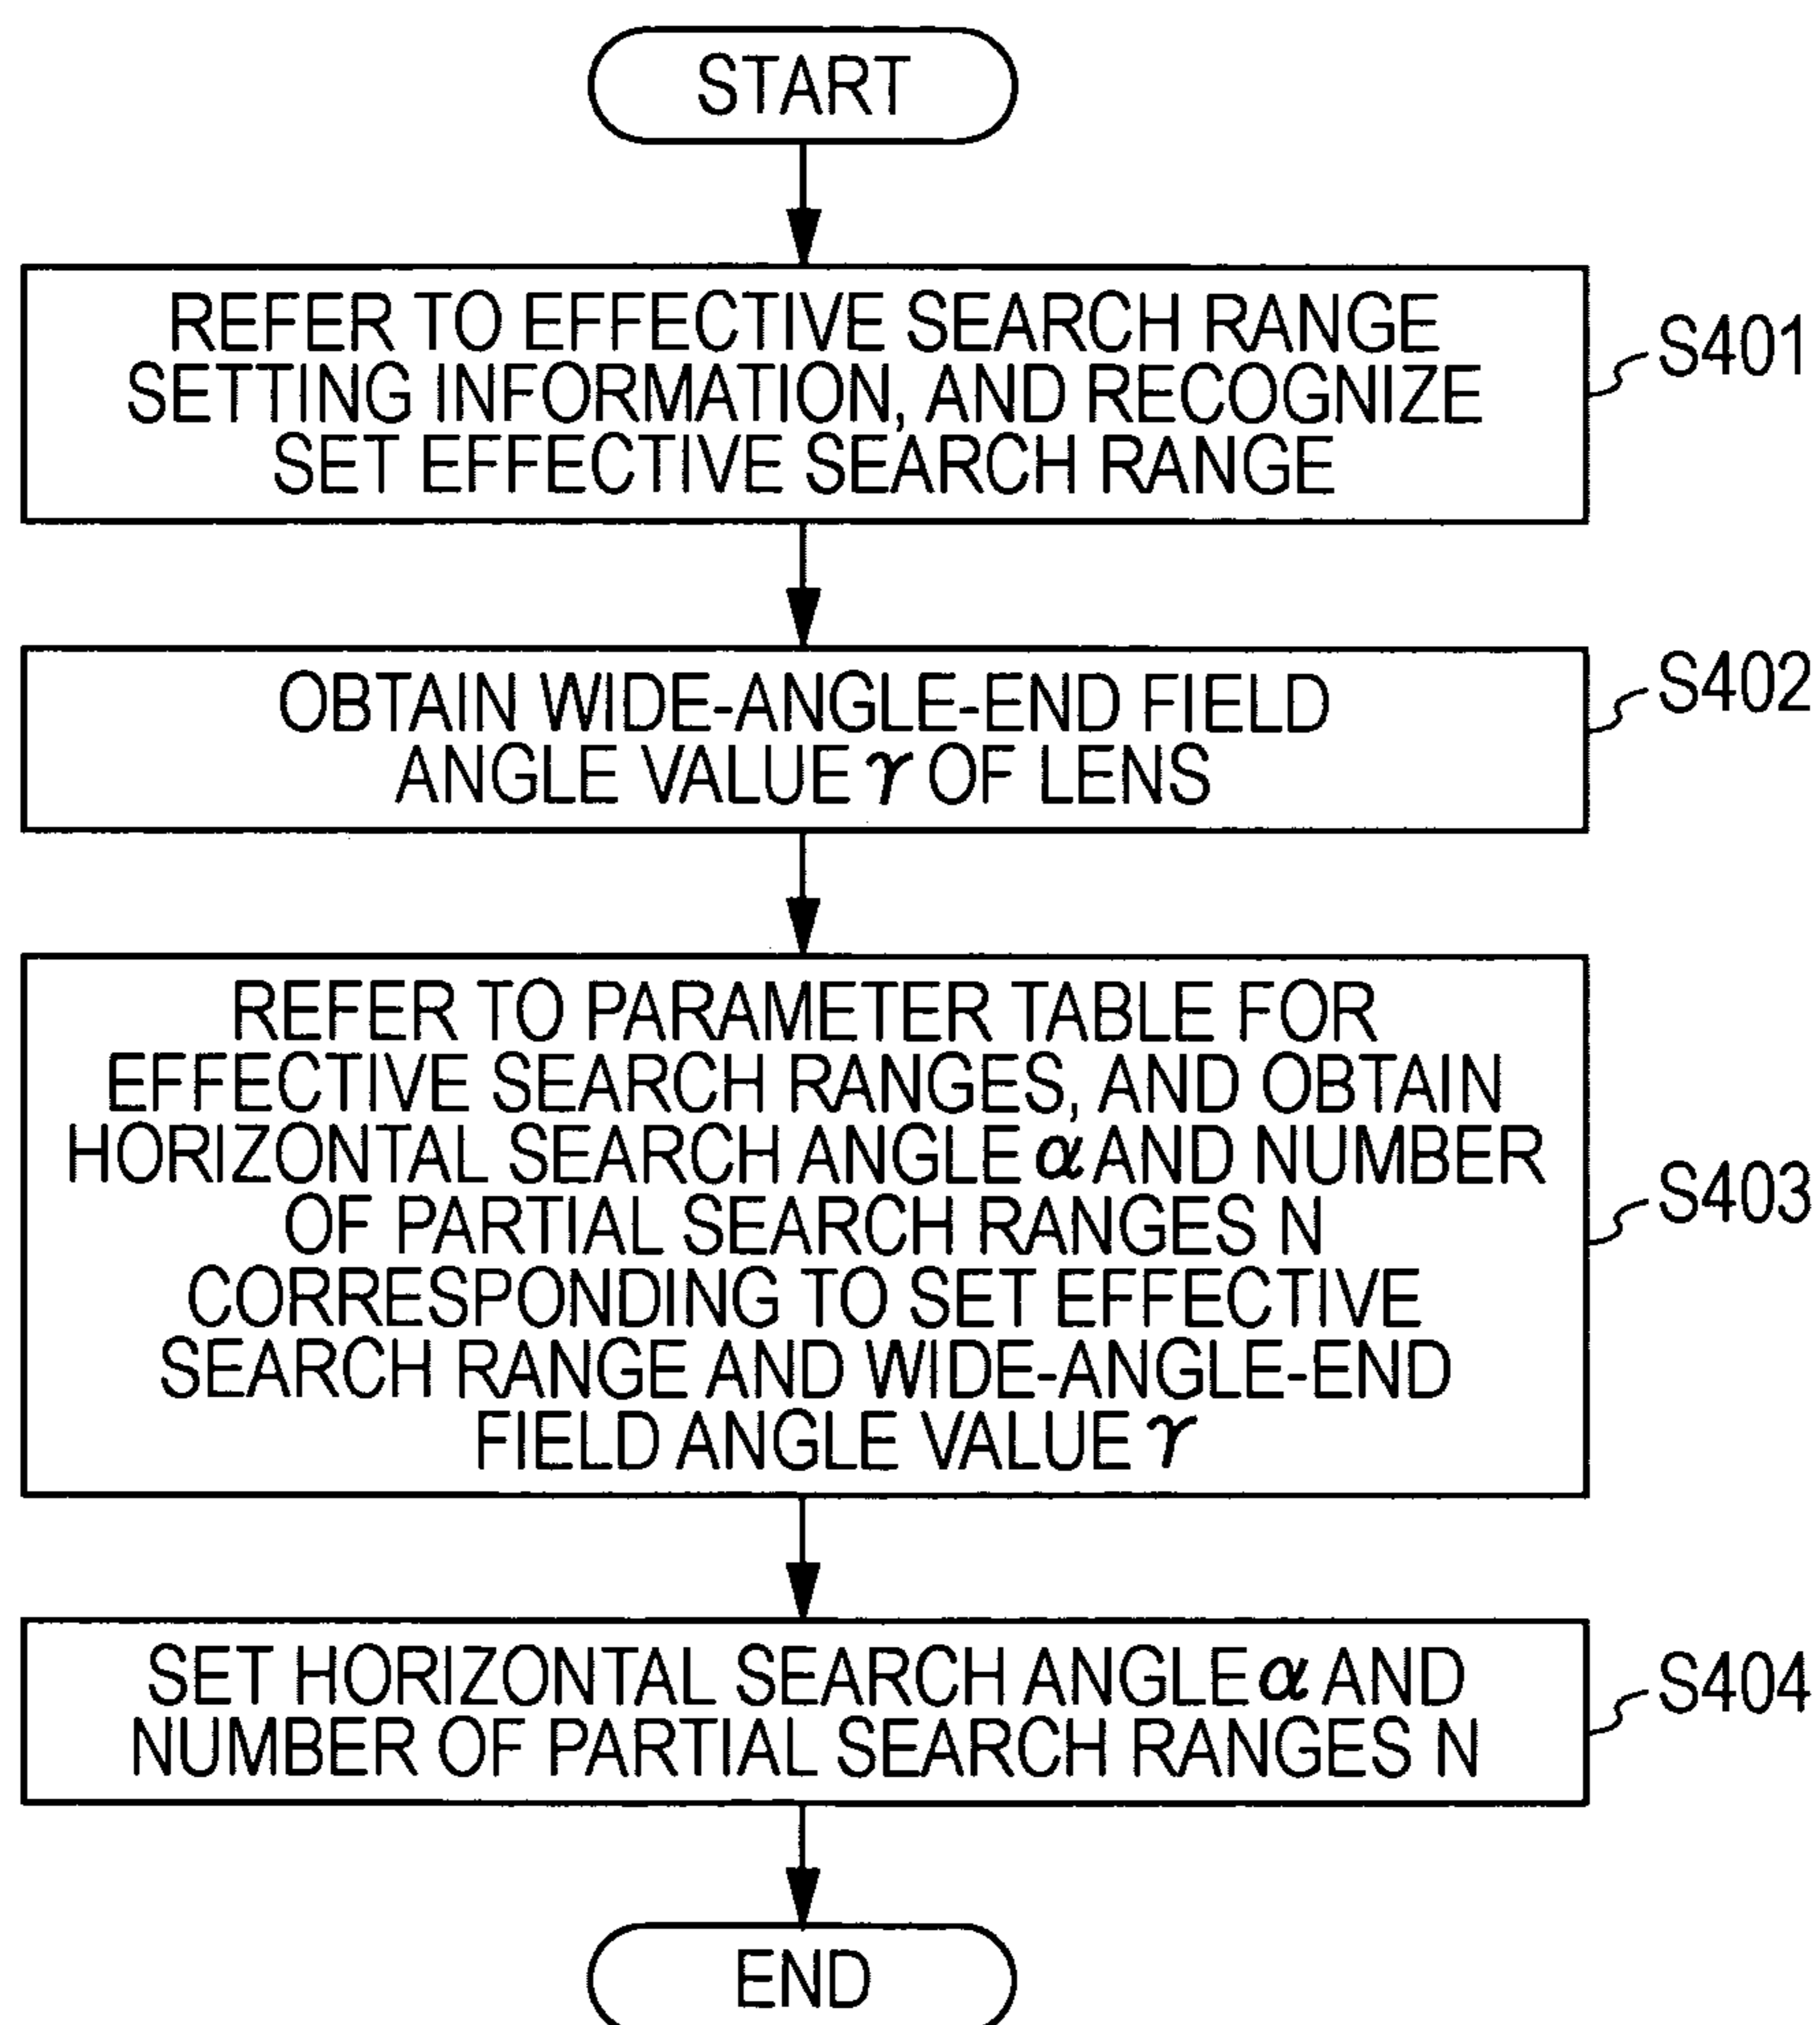 START
REFER TO EFFECTIVE SEARCH RANGE
SETTING INFORMATION, AND RECOGNIZE
SET EFFECTIVE SEARCH RANGE
S401
OBTAIN WIDE-ANGLE-END FIELD
ANGLE VALUE γ OF LENS
S402
REFER TO PARAMETER TABLE FOR
EFFECTIVE SEARCH RANGES, AND OBTAIN
HORIZONTAL SEARCH ANGLE α AND NUMBER
OF PARTIAL SEARCH RANGES N
CORRESPONDING TO SET EFFECTIVE
SEARCH RANGE AND WIDE-ANGLE-END
FIELD ANGLE VALUE γ
S403
SET HORIZONTAL SEARCH ANGLE α AND
NUMBER OF PARTIAL SEARCH RANGES N
S404
END